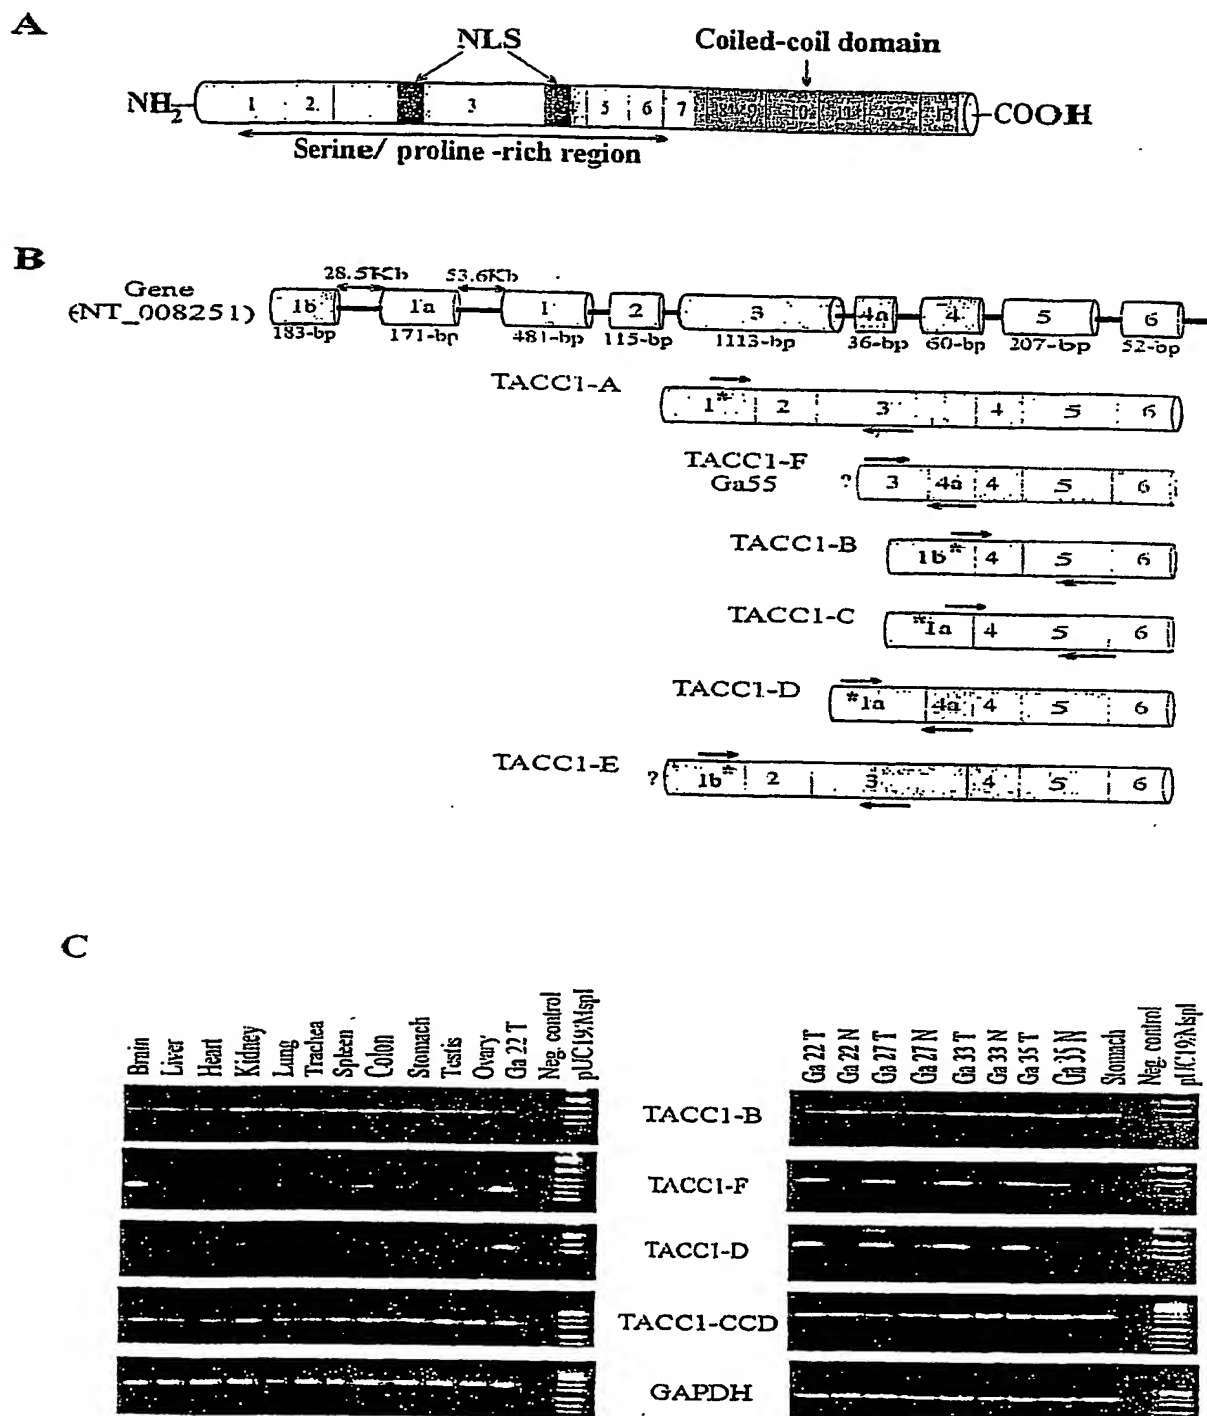 A
NLS
Coiled-coil domain
NH2
1 2 3 5 6 7 10
COOH
Serine/ proline -rich region
B
Gene
(NT_008251)
28.5Kb 53.6Kb
1b 1a 1 2 3 4a 4 5 6
183-bp 171-bp 481-bp 115-bp 1113-bp 36-bp 60-bp 207-bp 52-bp
TACC1-A
1* 2 3 4 5 6
TACC1-F
Ga55
? 3 4a 4 5 6
TACC1-B
1b* 4 5 6
TACC1-C
*1a 4 5 6
TACC1-D
*1a 4a 4 5 6
TACC1-E
? 1b* 2 3 4 5 6
C
Brain Liver Heart Kidney Lung Trachea Spleen Colon Stomach Testis Ovary Ga 22 T Neg. control pUC19/MspI
Ga 22 T Ga 22 N Ga 27 T Ga 27 N Ga 33 T Ga 33 N Ga 35 T Ga 35 N Stomach Neg. control pUC19/MspI
TACC1-B
TACC1-F
TACC1-D
TACC1-CCD
GAPDH